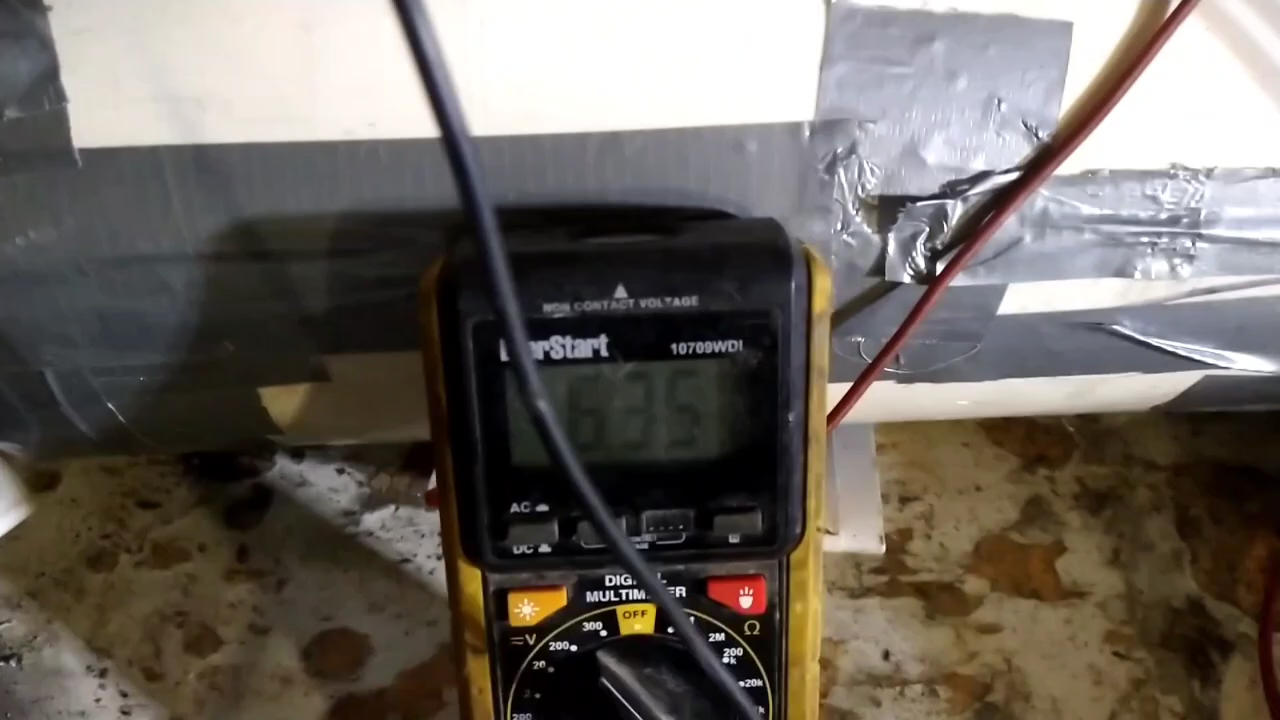 NON CONTACT VOLTAGE
10709WDI
635
AC
DC
DIGITAL
MULTIMETER
OFF
300
200
20
2
200
V
Ω
2M
200
k
20k